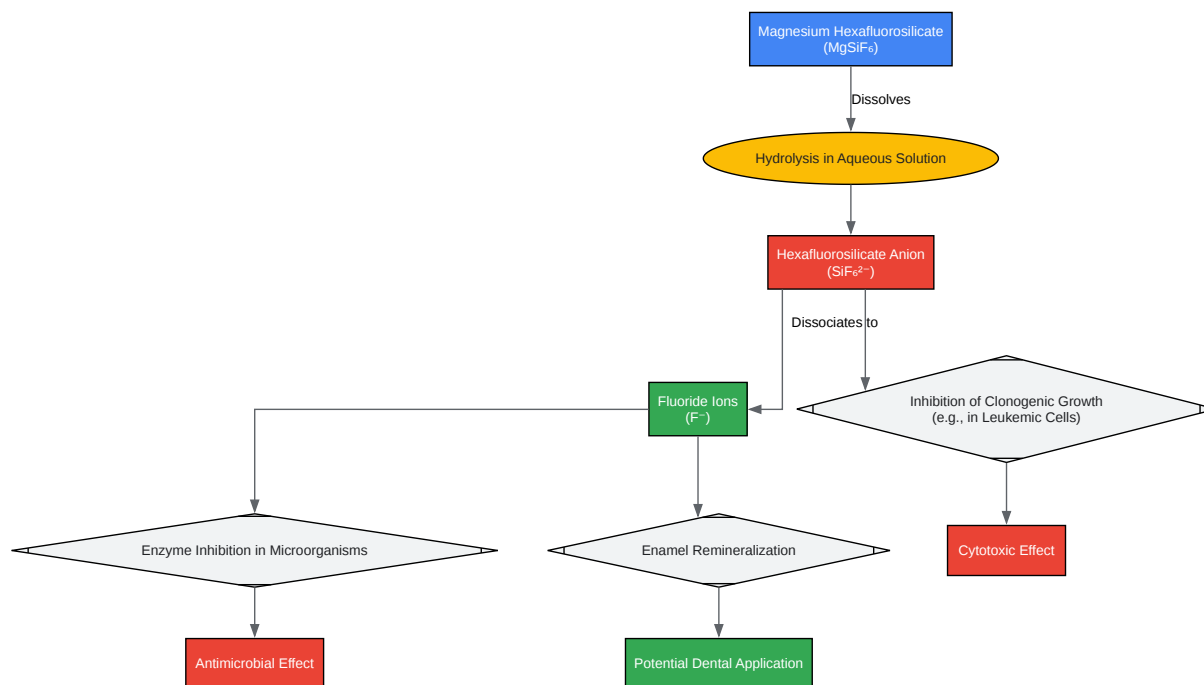 Magnesium Hexafluorosilicate
(MgSiF₆)
Dissolves
Hydrolysis in Aqueous Solution
Hexafluorosilicate Anion
(SiF₆²⁻)
Dissociates to
Fluoride Ions
(F⁻)
Inhibition of Clonogenic Growth
(e.g., in Leukemic Cells)
Enzyme Inhibition in Microorganisms
Enamel Remineralization
Cytotoxic Effect
Antimicrobial Effect
Potential Dental Application